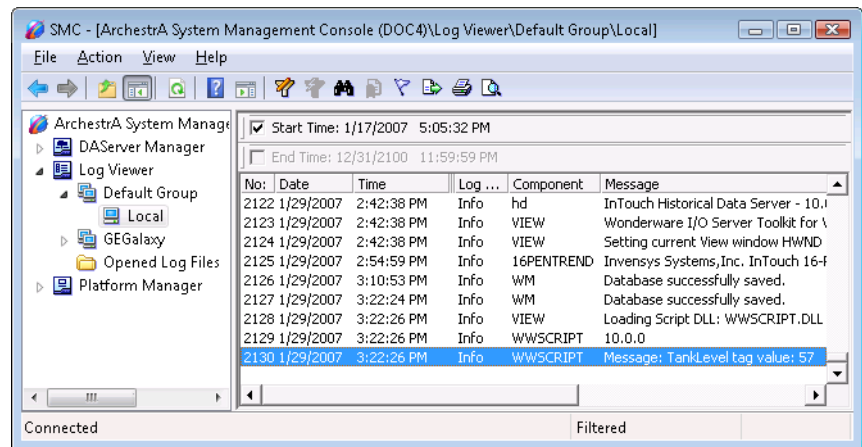 SMC - [ArchestrA System Management Console (DOC4)\Log Viewer\Default Group\Local]
File Action View Help
ArchestrA System Manage
DAServer Manager
Log Viewer
Default Group
Local
GEGalaxy
Opened Log Files
Platform Manager
Start Time: 1/17/2007 5:05:32 PM
End Time: 12/31/2100 11:59:59 PM
No: Date Time Log ... Component Message
2122 1/29/2007 2:42:38 PM Info hd InTouch Historical Data Server - 10.
2123 1/29/2007 2:42:38 PM Info VIEW Wonderware I/O Server Toolkit for
2124 1/29/2007 2:42:38 PM Info VIEW Setting current View window HWND
2125 1/29/2007 2:54:59 PM Info 16PENTREND Invensys Systems,Inc. InTouch 16-
2126 1/29/2007 3:10:53 PM Info WM Database successfully saved.
2127 1/29/2007 3:22:24 PM Info WM Database successfully saved.
2128 1/29/2007 3:22:26 PM Info VIEW Loading Script DLL: WWSCRIPT.DLL
2129 1/29/2007 3:22:26 PM Info WWSCRIPT 10.0.0
2130 1/29/2007 3:22:26 PM Info WWSCRIPT Message: TankLevel tag value: 57
Connected Filtered